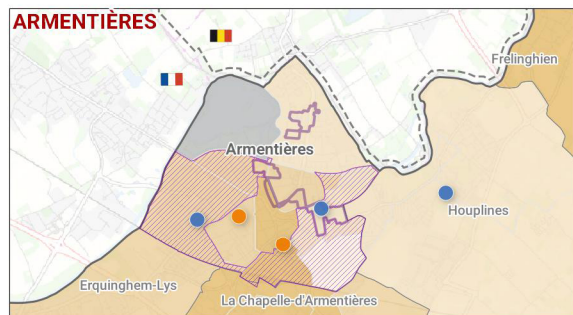 ARMENTIÈRES
Frelinghien
Armentières
Houplines
Erquinghem-Lys
La Chapelle-d'Armentières